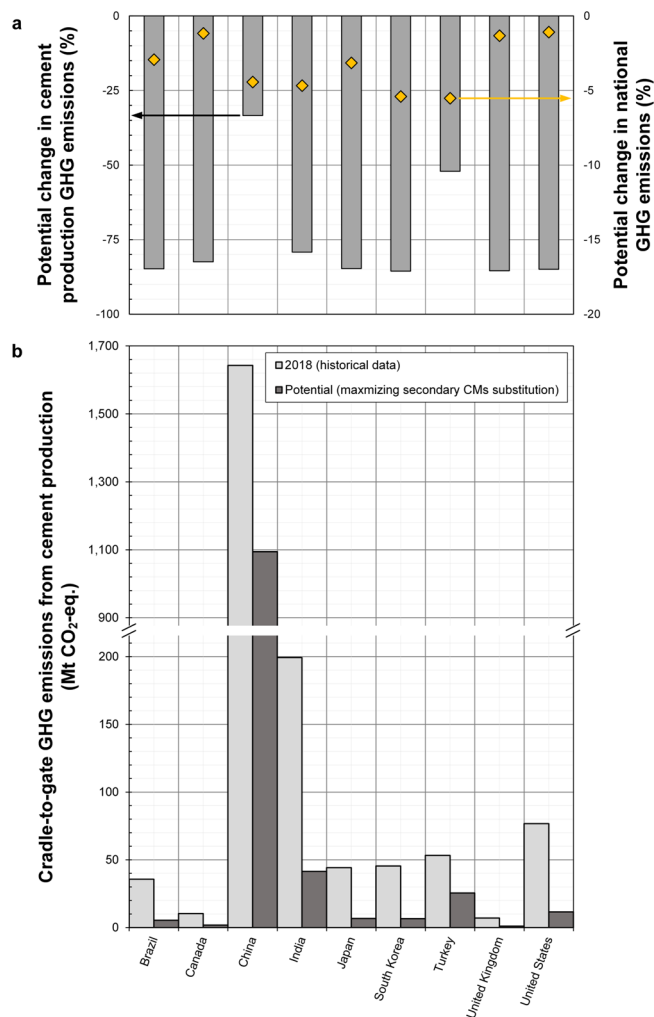 a
Potential change in cement
production GHG emissions (%)
0
-25
-50
-75
-100
0
-5
-10
-15
-20
Potential change in national
GHG emissions (%)
b
Cradle-to-gate GHG emissions from cement production
(Mt CO₂-eq.)
1,700
1,500
1,300
1,100
900
200
150
100
50
0
2018 (historical data)
Potential (maxmizing secondary CMs substitution)
Brazil
Canada
China
India
Japan
South Korea
Turkey
United Kingdom
United States